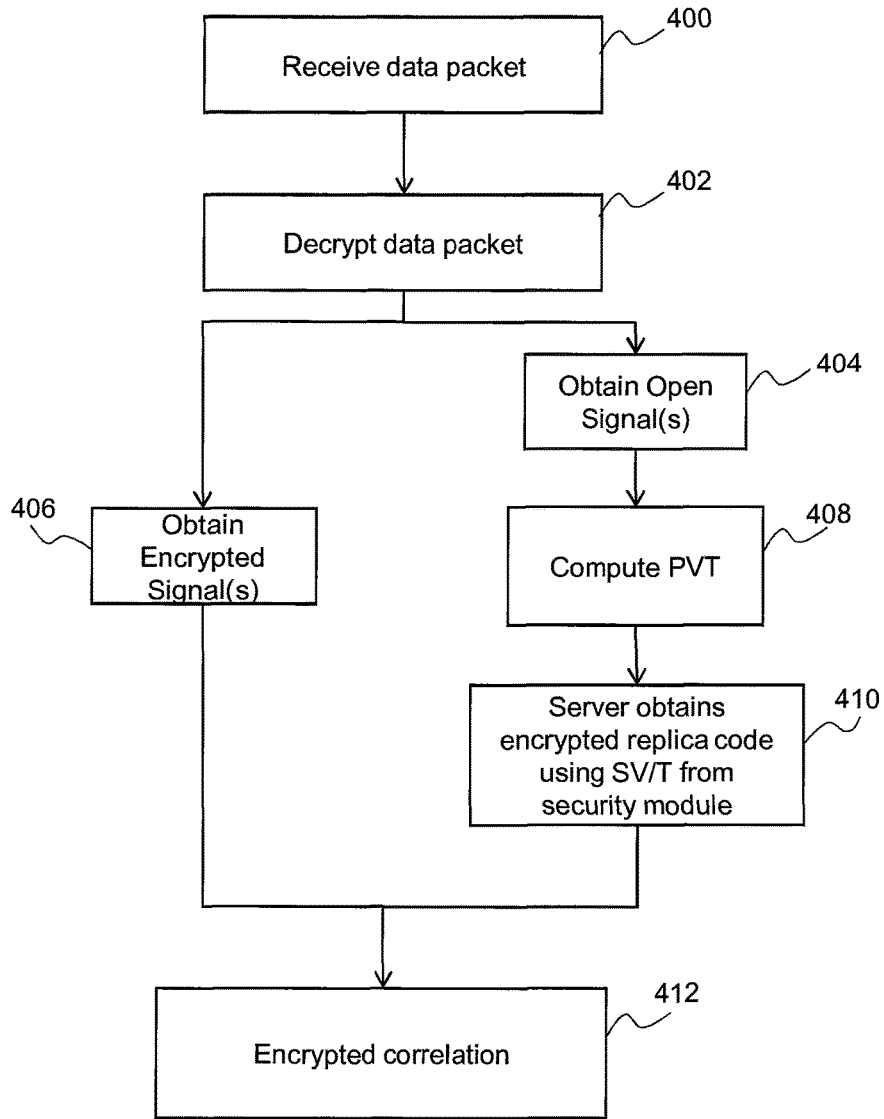 400
Receive data packet
402
Decrypt data packet
404
Obtain Open
Signal(s)
406
Obtain
Encrypted
Signal(s)
408
Compute PVT
410
Server obtains
encrypted replica code
using SV/T from
security module
412
Encrypted correlation